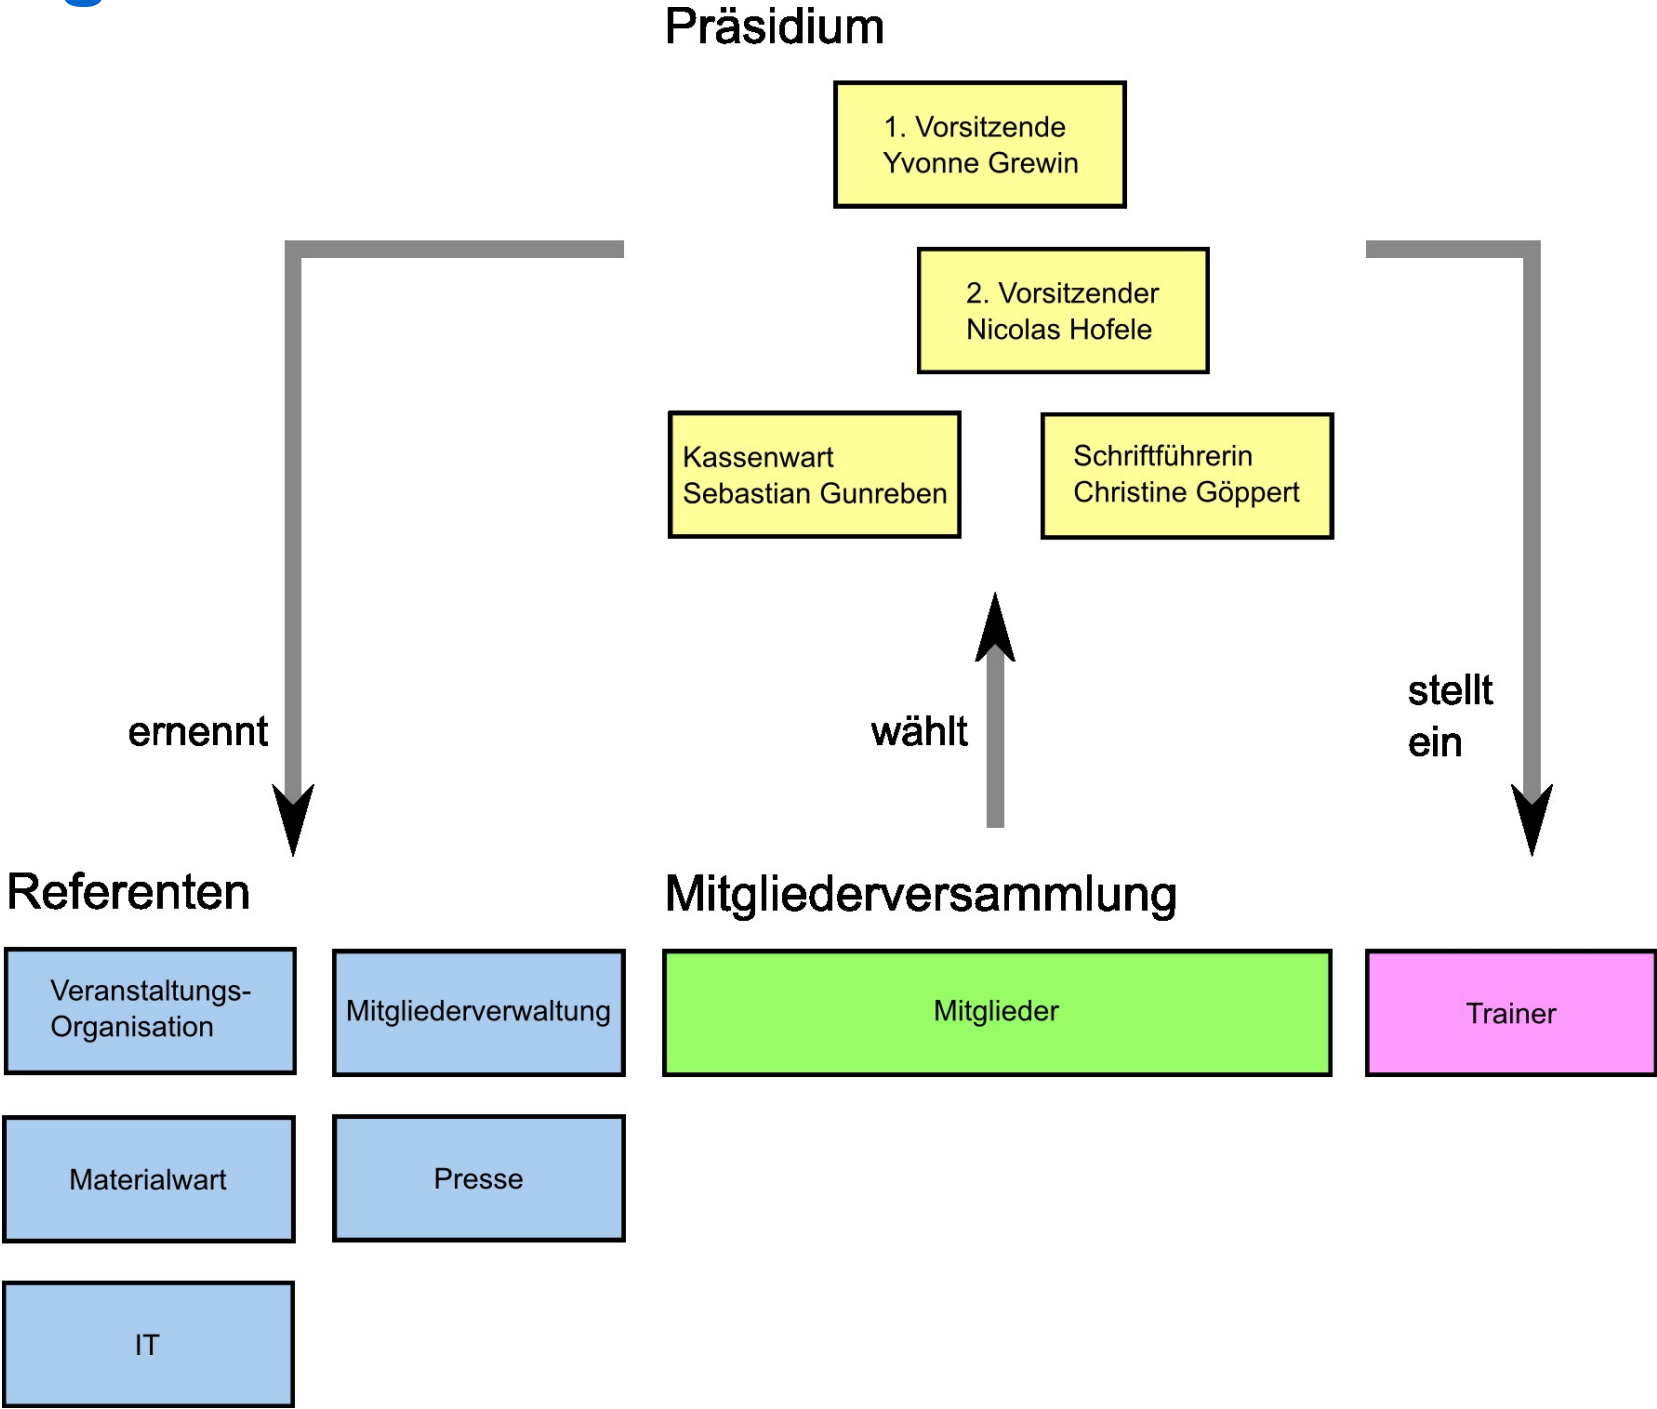 Präsidium
1. Vorsitzende
Yvonne Grewin
2. Vorsitzender
Nicolas Hofele
Kassenwart
Sebastian Gunreben
Schriftführerin
Christine Göppert
ernennt
wählt
stellt
ein
Referenten
Mitgliederversammlung
Veranstaltungs-
Organisation
Mitgliederverwaltung
Mitglieder
Trainer
Materialwart
Presse
IT